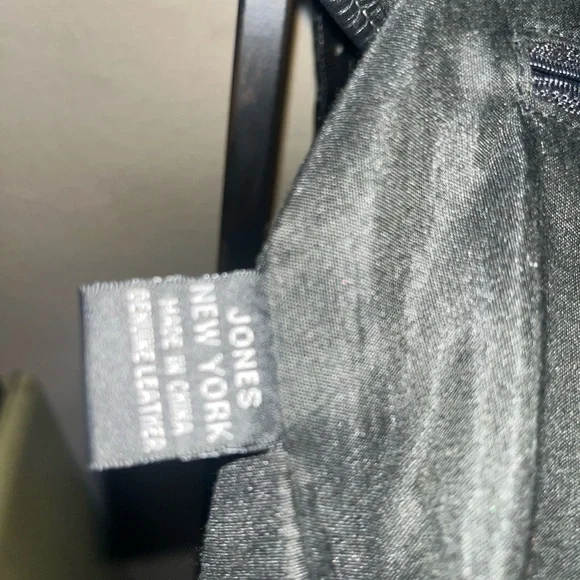 JONES
NEW YORK
MADE IN CHINA
GENUINE LEATHER